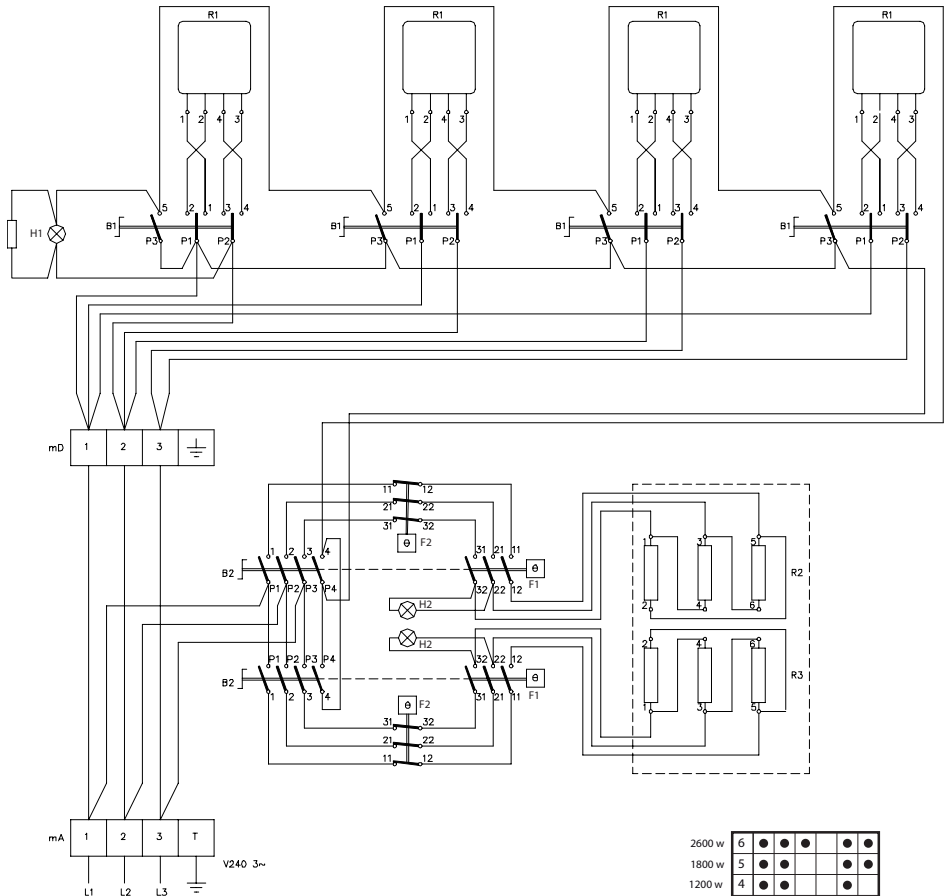 R1 R1 R1 R1
1 2 4 3 1 2 4 3 1 2 4 3 1 2 4 3
5 2 1 3 4 5 2 1 3 4 5 2 1 3 4 5 2 1 3 4
H1 B1 B1 B1 B1
P3 P1 P2 P3 P1 P2 P3 P1 P2 P3 P1 P2
mD 1 2 3
11 12
21 22
31 32
θ F2
1 2 3 4 31 21 11
B2 θ
F1
P1 P2 P3 P4 32 22 12
H2
H2
P1 P2 P3 P4 32 22 12
B2 θ
F1
1 2 3 4 31 21 11
θ F2
31 32
21 22
11 12
1 3 5
R2
2 4 6
2 4 6
R3
1 3 5
mA 1 2 3 T
V240 3~
L1 L2 L3
2600 w 6
1800 w 5
1200 w 4